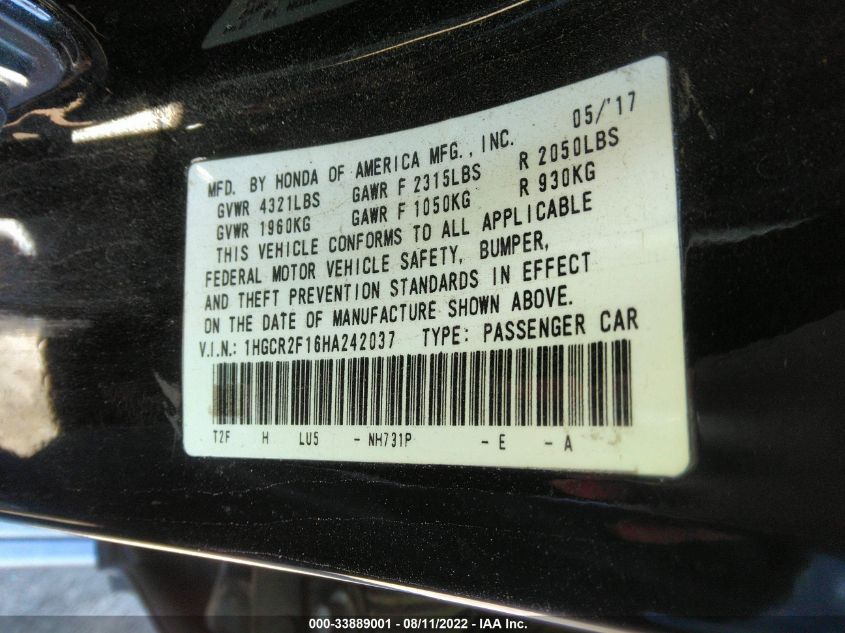 05/'17
MFD. BY HONDA OF AMERICA MFG., INC.
GVWR 4321LBS GAWR F 2315LBS R 2050LBS
GVWR 1960KG GAWR F 1050KG R 930KG
THIS VEHICLE CONFORMS TO ALL APPLICABLE
FEDERAL MOTOR VEHICLE SAFETY, BUMPER,
AND THEFT PREVENTION STANDARDS IN EFFECT
ON THE DATE OF MANUFACTURE SHOWN ABOVE.
V.I.N.: 1HGCR2F16HA242037 TYPE: PASSENGER CAR
T2F H LU5 - NH731P - E - A
000-33889001 - 08/11/2022 - IAA Inc.